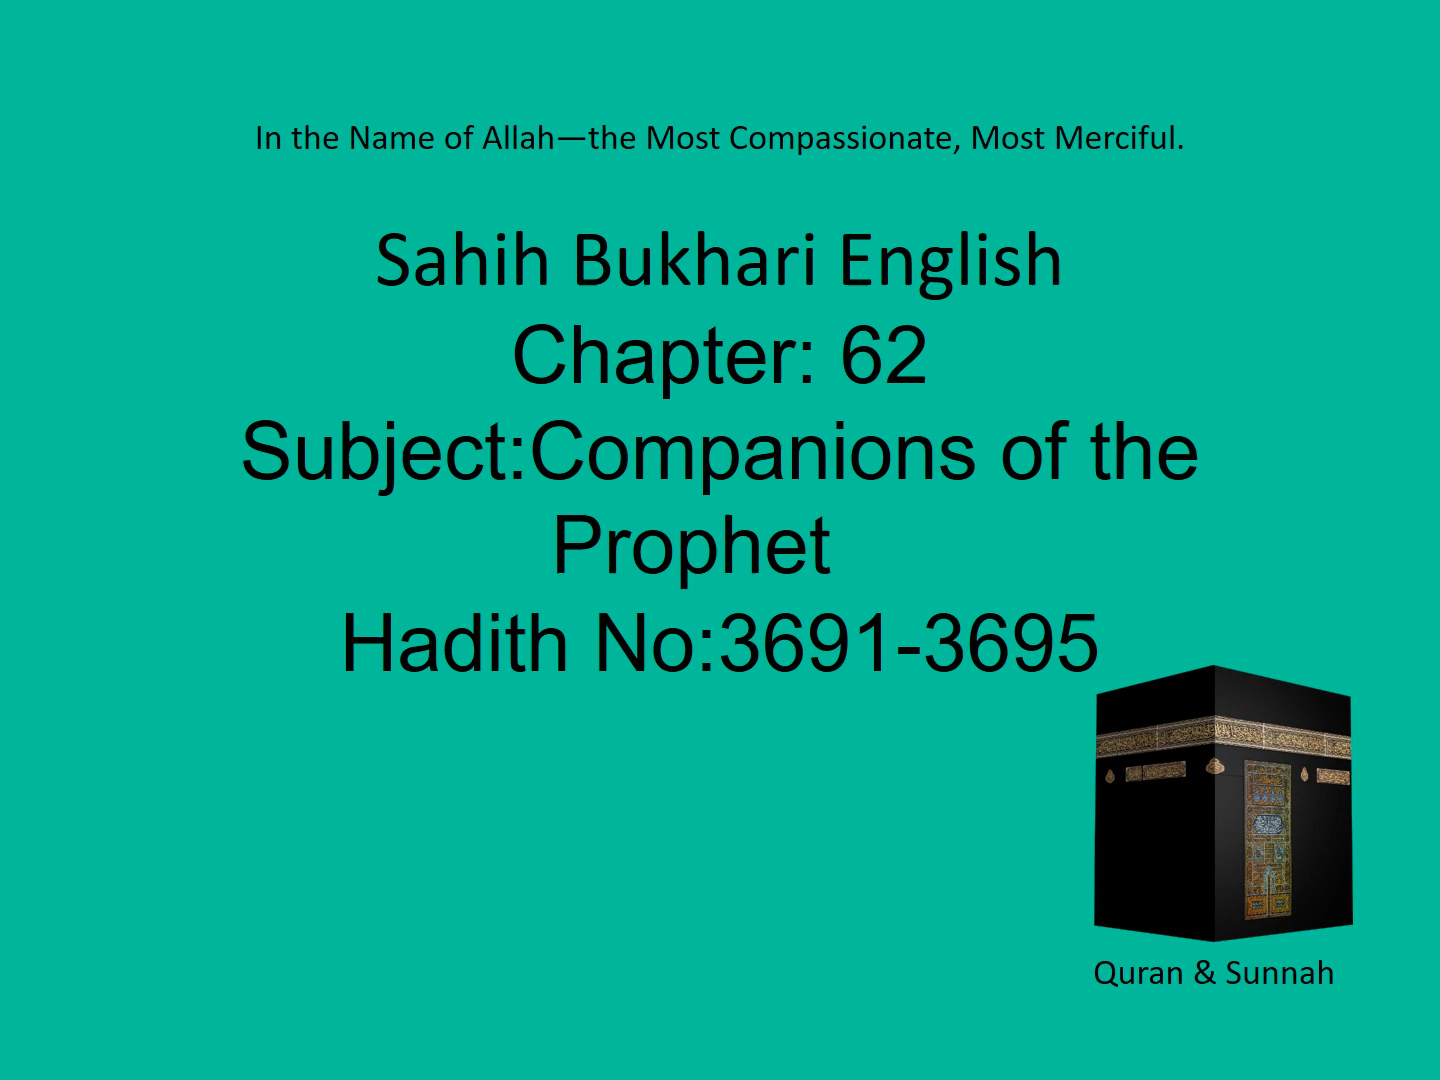 In the Name of Allah—the Most Compassionate, Most Merciful.
Sahih Bukhari English
Chapter: 62
Subject:Companions of the
Prophet
Hadith No:3691-3695
Quran & Sunnah